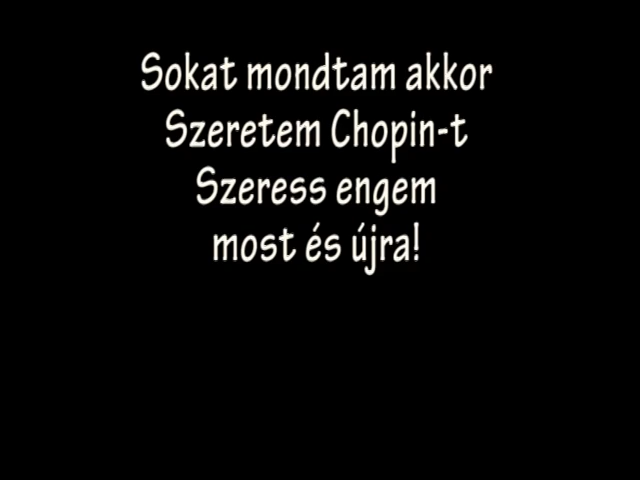 Sokat mondtam akkor
Szeretem Chopin-t
Szeress engem
most és újra!